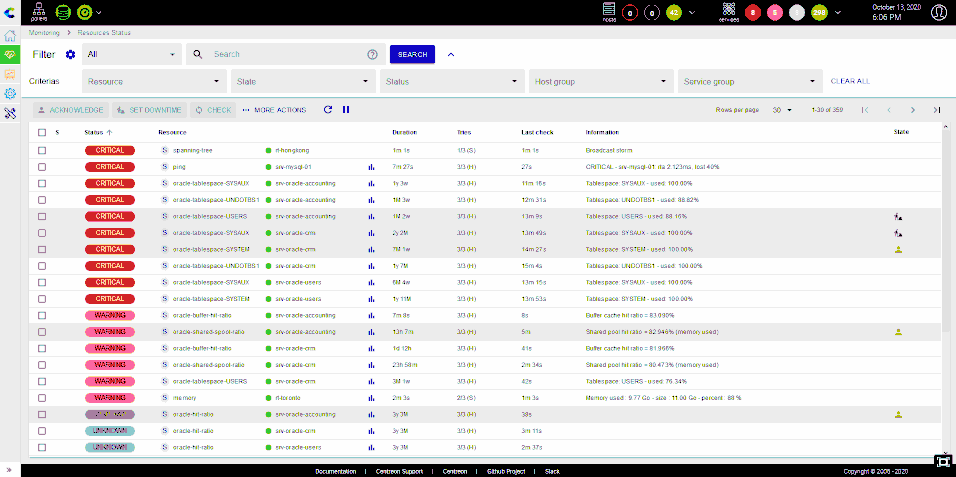 pollers
hosts
0
0
42
services
8
6
1
298
October 13, 2020
6:06 PM
Monitoring > Resources Status
Filter All Search SEARCH
Criterias Resource State Status Host group Service group CLEAR ALL
ACKNOWLEDGE SET DOWNTIME CHECK MORE ACTIONS Rows per page 30 1-30 of 359
S Status Resource Duration Tries Last check Information State
CRITICAL S spanning-tree rt-hongkong 1m 1s 1/3 (S) 1m 1s Broadcast storm
CRITICAL S ping srv-mysql-01 7m 27s 3/3 (H) 27s CRITICAL - srv-mysql-01: rta 2.123ms, lost 40%
CRITICAL S oracle-tablespace-SYSAUX srv-oracle-accounting 1y 3w 3/3 (H) 11m 16s Tablespace: SYSAUX - used: 100.00%
CRITICAL S oracle-tablespace-UNDOTBS1 srv-oracle-accounting 1M 3w 3/3 (H) 12m 31s Tablespace: UNDOTBS1 - used: 88.82%
CRITICAL S oracle-tablespace-USERS srv-oracle-accounting 1M 2w 3/3 (H) 13m 9s Tablespace: USERS - used: 88.16%
CRITICAL S oracle-tablespace-SYSAUX srv-oracle-crm 2y 2M 3/3 (H) 13m 49s Tablespace: SYSAUX - used: 100.00%
CRITICAL S oracle-tablespace-SYSTEM srv-oracle-crm 7M 1w 3/3 (H) 14m 27s Tablespace: SYSTEM - used: 100.00%
CRITICAL S oracle-tablespace-UNDOTBS1 srv-oracle-crm 1y 7M 3/3 (H) 15m 4s Tablespace: UNDOTBS1 - used: 100.00%
CRITICAL S oracle-tablespace-SYSAUX srv-oracle-users 6M 4w 3/3 (H) 13m 15s Tablespace: SYSAUX - used: 100.00%
CRITICAL S oracle-tablespace-SYSTEM srv-oracle-users 1y 11M 3/3 (H) 13m 53s Tablespace: SYSTEM - used: 100.00%
WARNING S oracle-buffer-hit-ratio srv-oracle-accounting 7m 8s 3/3 (H) 8s Buffer cache hit ratio = 83.090%
WARNING S oracle-shared-spool-ratio srv-oracle-accounting 13h 7m 3/3 (H) 5m Shared pool hit ratio = 82.946% (memory used)
WARNING S oracle-buffer-hit-ratio srv-oracle-crm 1d 12h 3/3 (H) 41s Buffer cache hit ratio = 81.966%
WARNING S oracle-shared-spool-ratio srv-oracle-crm 23h 58m 3/3 (H) 2m 34s Shared pool hit ratio = 80.473% (memory used)
WARNING S oracle-tablespace-USERS srv-oracle-crm 3M 1w 3/3 (H) 42s Tablespace: USERS - used: 76.34%
WARNING S memory rt-toronto 2m 3s 2/3 (S) 1m 3s Memory used : 9.77 Go - size : 11.00 Go - percent : 88 %
S oracle-hit-ratio srv-oracle-accounting 3y 3M 3/3 (H) 38s
UNKNOWN S oracle-hit-ratio srv-oracle-crm 3y 3M 3/3 (H) 3m 11s
UNKNOWN S oracle-hit-ratio srv-oracle-users 3y 3M 3/3 (H) 2m 37s
Documentation | Centreon Support | Centreon | Github Project | Slack Copyright © 2005 - 2020